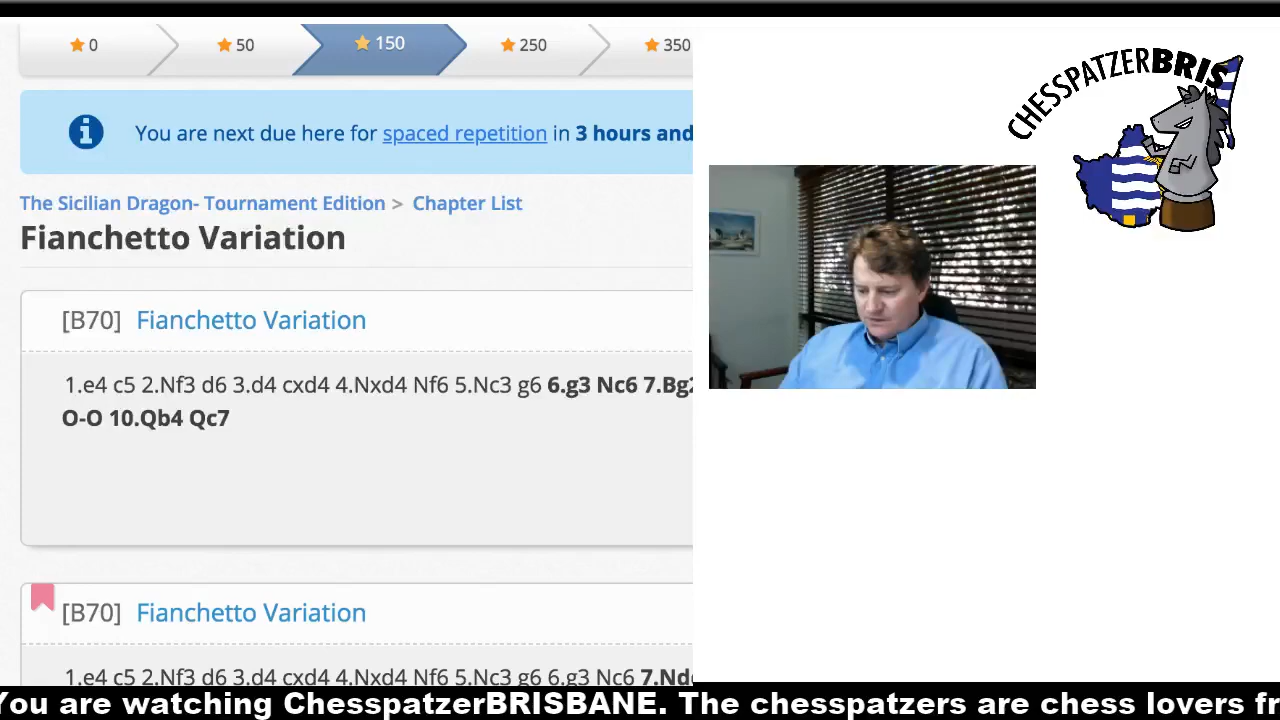 0 50 150 250 350
You are next due here for spaced repetition in 3 hours and
The Sicilian Dragon- Tournament Edition > Chapter List
Fianchetto Variation
[B70] Fianchetto Variation
1.e4 c5 2.Nf3 d6 3.d4 cxd4 4.Nxd4 Nf6 5.Nc3 g6 6.g3 Nc6 7.Bg2
O-O 10.Qb4 Qc7
[B70] Fianchetto Variation
1.e4 c5 2.Nf3 d6 3.d4 cxd4 4.Nxd4 Nf6 5.Nc3 g6 6.g3 Nc6
CHESSPATZERBRIS
You are watching ChesspatzerBRISBANE. The chesspatzers are chess lovers